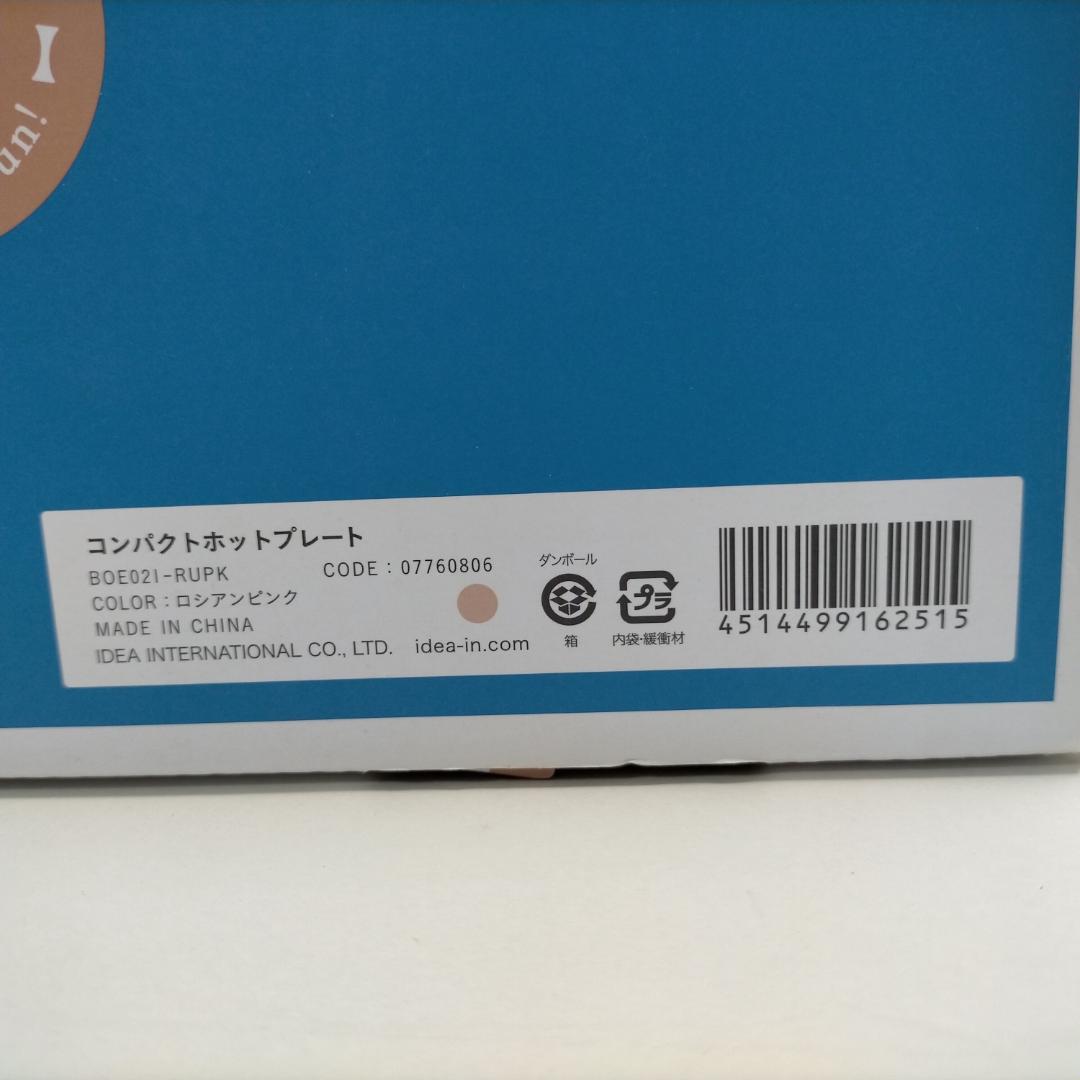 un!
コンパクトホットプレート
BOE021-RUPK CODE : 07760806
COLOR : ロシアンピンク
MADE IN CHINA
IDEA INTERNATIONAL CO., LTD. idea-in.com
ダンボール
箱
プラ
内袋・緩衝材
4514499162515